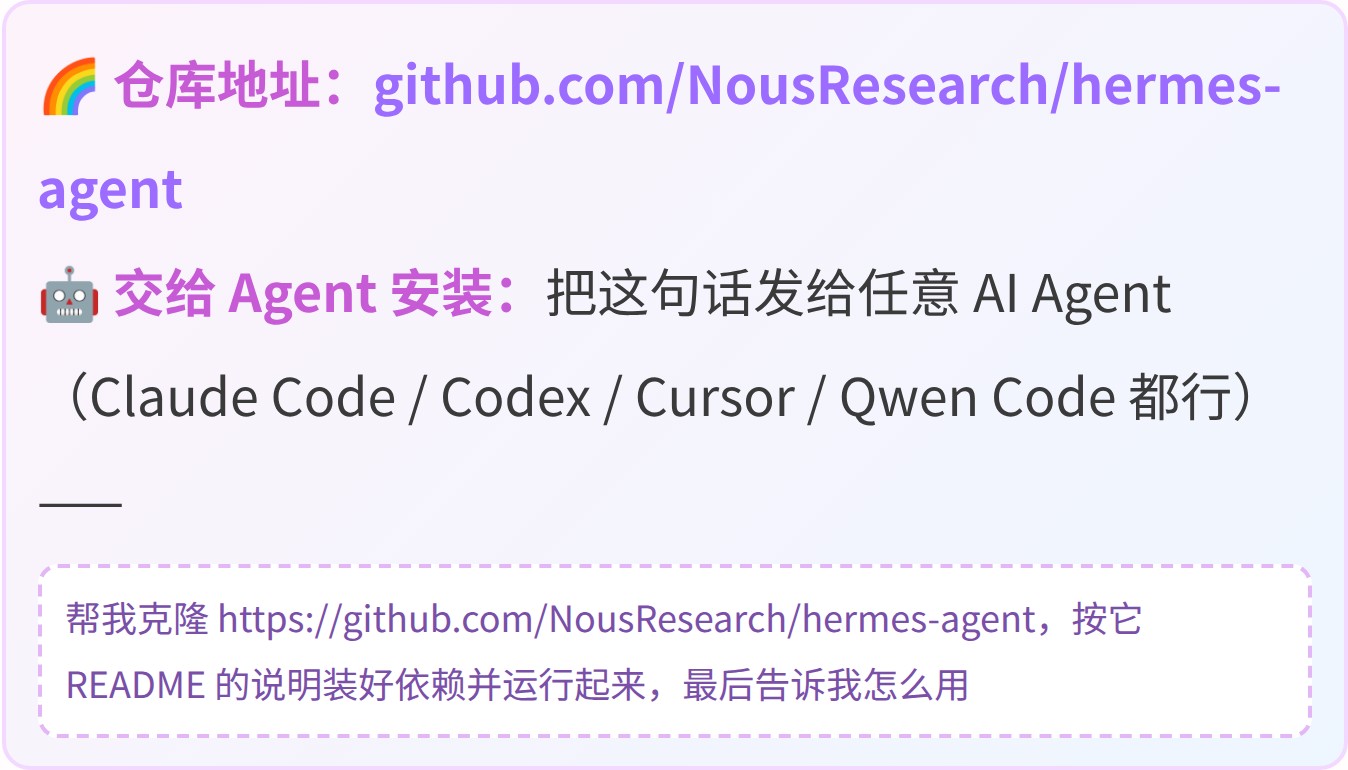 🌈 仓库地址：github.com/NousResearch/hermes-
agent
🤖 交给 Agent 安装：把这句话发给任意 AI Agent
（Claude Code / Codex / Cursor / Qwen Code 都行）
——
帮我克隆 https://github.com/NousResearch/hermes-agent，按它
README 的说明装好依赖并运行起来，最后告诉我怎么用